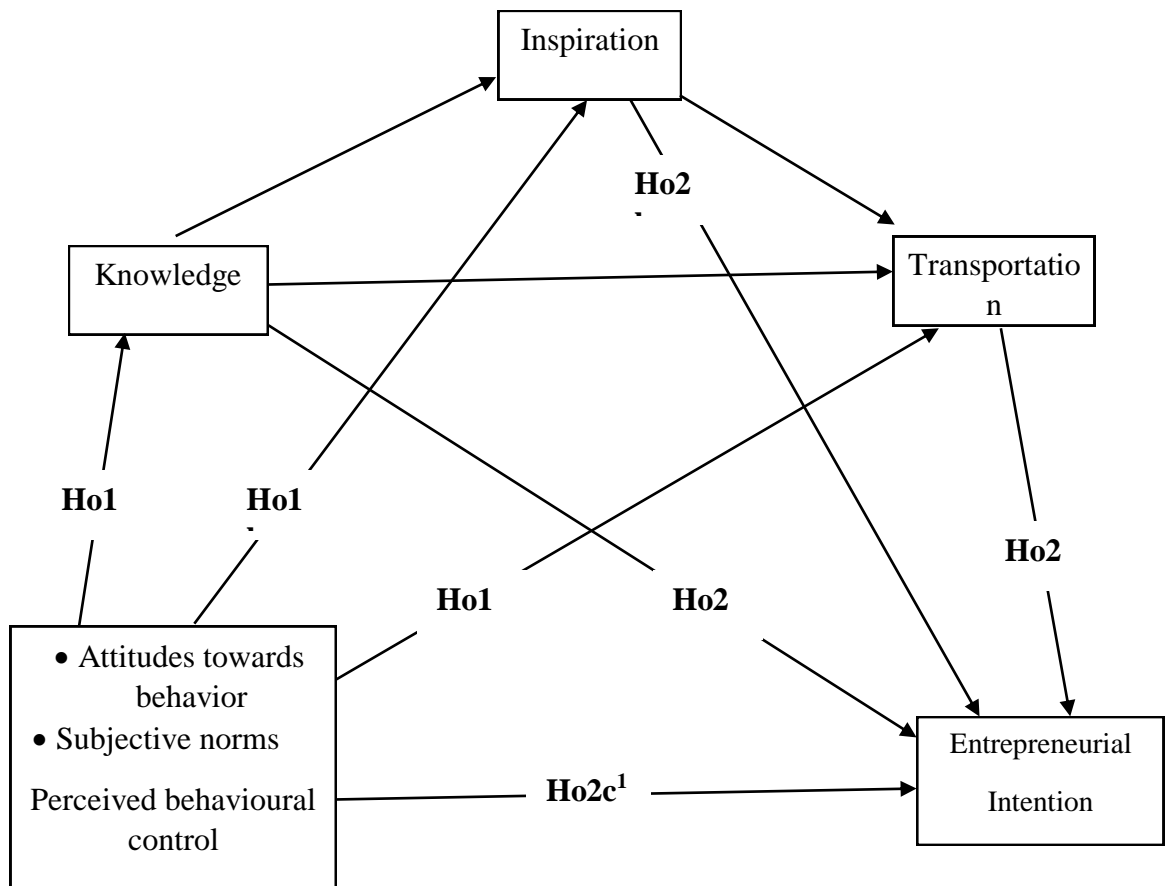 Inspiration
Ho2
Knowledge
Transportatio
n
Ho1
Ho1
Ho2
Ho1
Ho2
• Attitudes towards
behavior
• Subjective norms
Perceived behavioural
control
Entrepreneurial
Intention
Ho2c¹